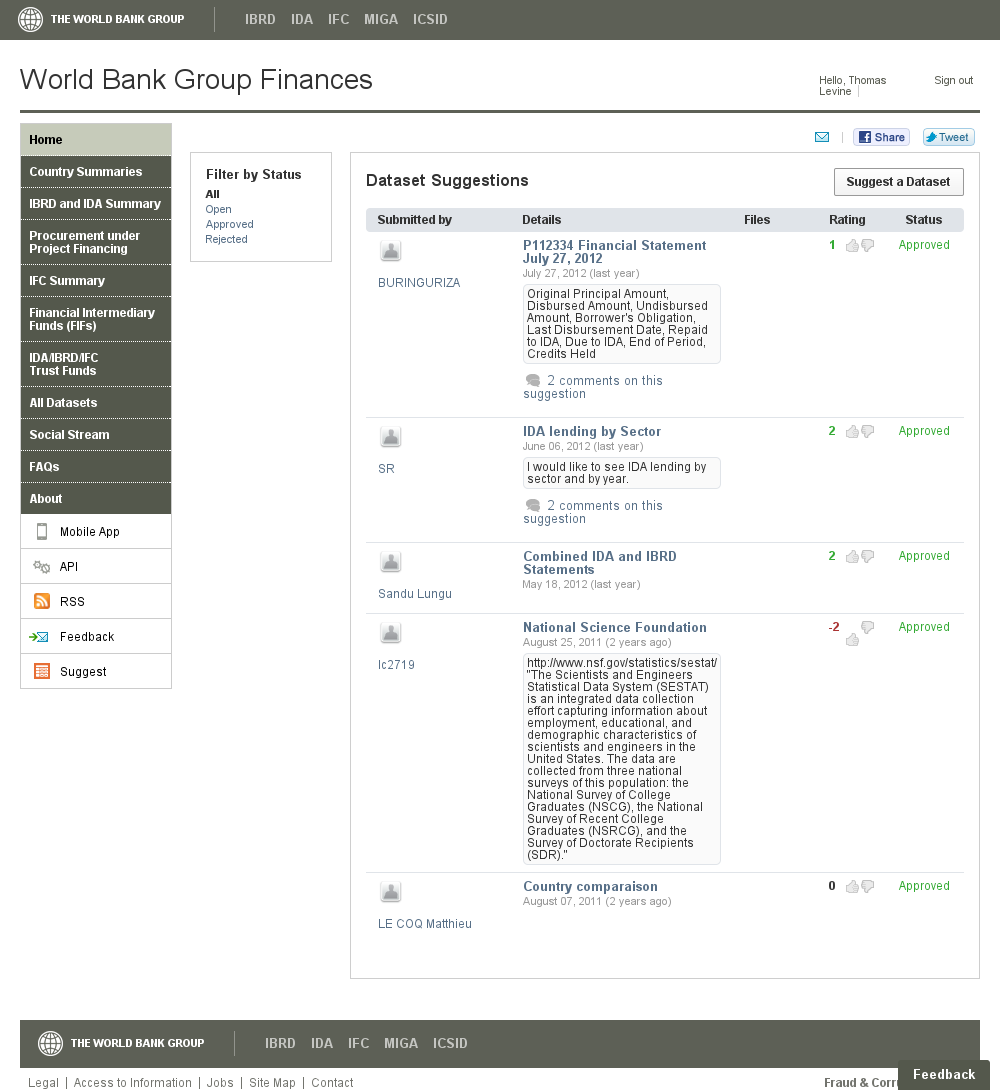 THE WORLD BANK GROUP IBRD IDA IFC MIGA ICSID
World Bank Group Finances
Hello, Thomas
Levine
Sign out
Home
Country Summaries
IBRD and IDA Summary
Procurement under
Project Financing
IFC Summary
Financial Intermediary
Funds (FIFs)
IDA/IBRD/IFC
Trust Funds
All Datasets
Social Stream
FAQs
About
Mobile App
API
RSS
Feedback
Suggest
Filter by Status
All
Open
Approved
Rejected
Share Tweet
Dataset Suggestions
Suggest a Dataset
Submitted by Details Files Rating Status
BURINGURIZA
P112334 Financial Statement
July 27, 2012
July 27, 2012 (last year)
Original Principal Amount,
Disbursed Amount, Undisbursed
Amount, Borrower's Obligation,
Last Disbursement Date, Repaid
to IDA, Due to IDA, End of Period,
Credits Held
2 comments on this
suggestion
1 Approved
SR
IDA lending by Sector
June 06, 2012 (last year)
I would like to see IDA lending by
sector and by year.
2 comments on this
suggestion
2 Approved
Sandu Lungu
Combined IDA and IBRD
Statements
May 18, 2012 (last year)
2 Approved
lc2719
National Science Foundation
August 25, 2011 (2 years ago)
http://www.nsf.gov/statistics/sestat/
"The Scientists and Engineers
Statistical Data System (SESTAT)
is an integrated data collection
effort capturing information about
employment, educational, and
demographic characteristics of
scientists and engineers in the
United States. The data are
collected from three national
surveys of this population: the
National Survey of College
Graduates (NSCG), the National
Survey of Recent College
Graduates (NSRCG), and the
Survey of Doctorate Recipients
(SDR)."
-2 Approved
LE COQ Matthieu
Country comparaison
August 07, 2011 (2 years ago)
0 Approved
THE WORLD BANK GROUP IBRD IDA IFC MIGA ICSID
Legal | Access to Information | Jobs | Site Map | Contact
Fraud &
Feedback